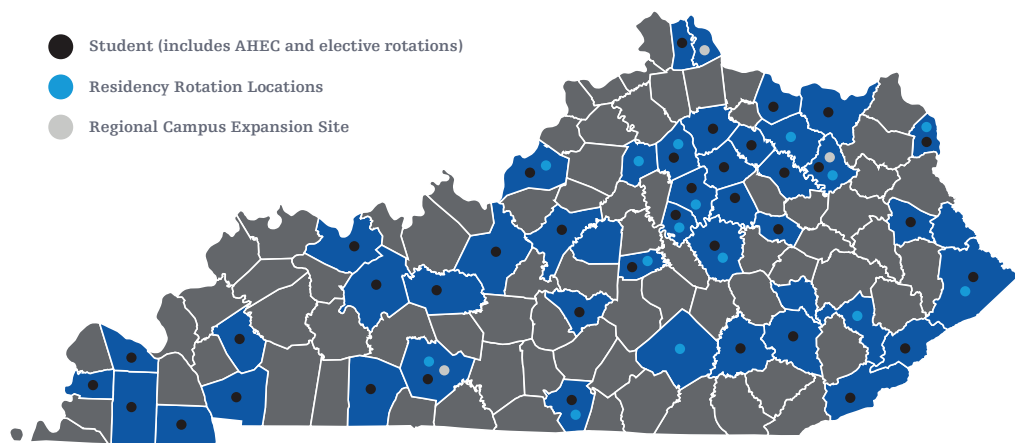 Student (includes AHEC and elective rotations)
Residency Rotation Locations
Regional Campus Expansion Site